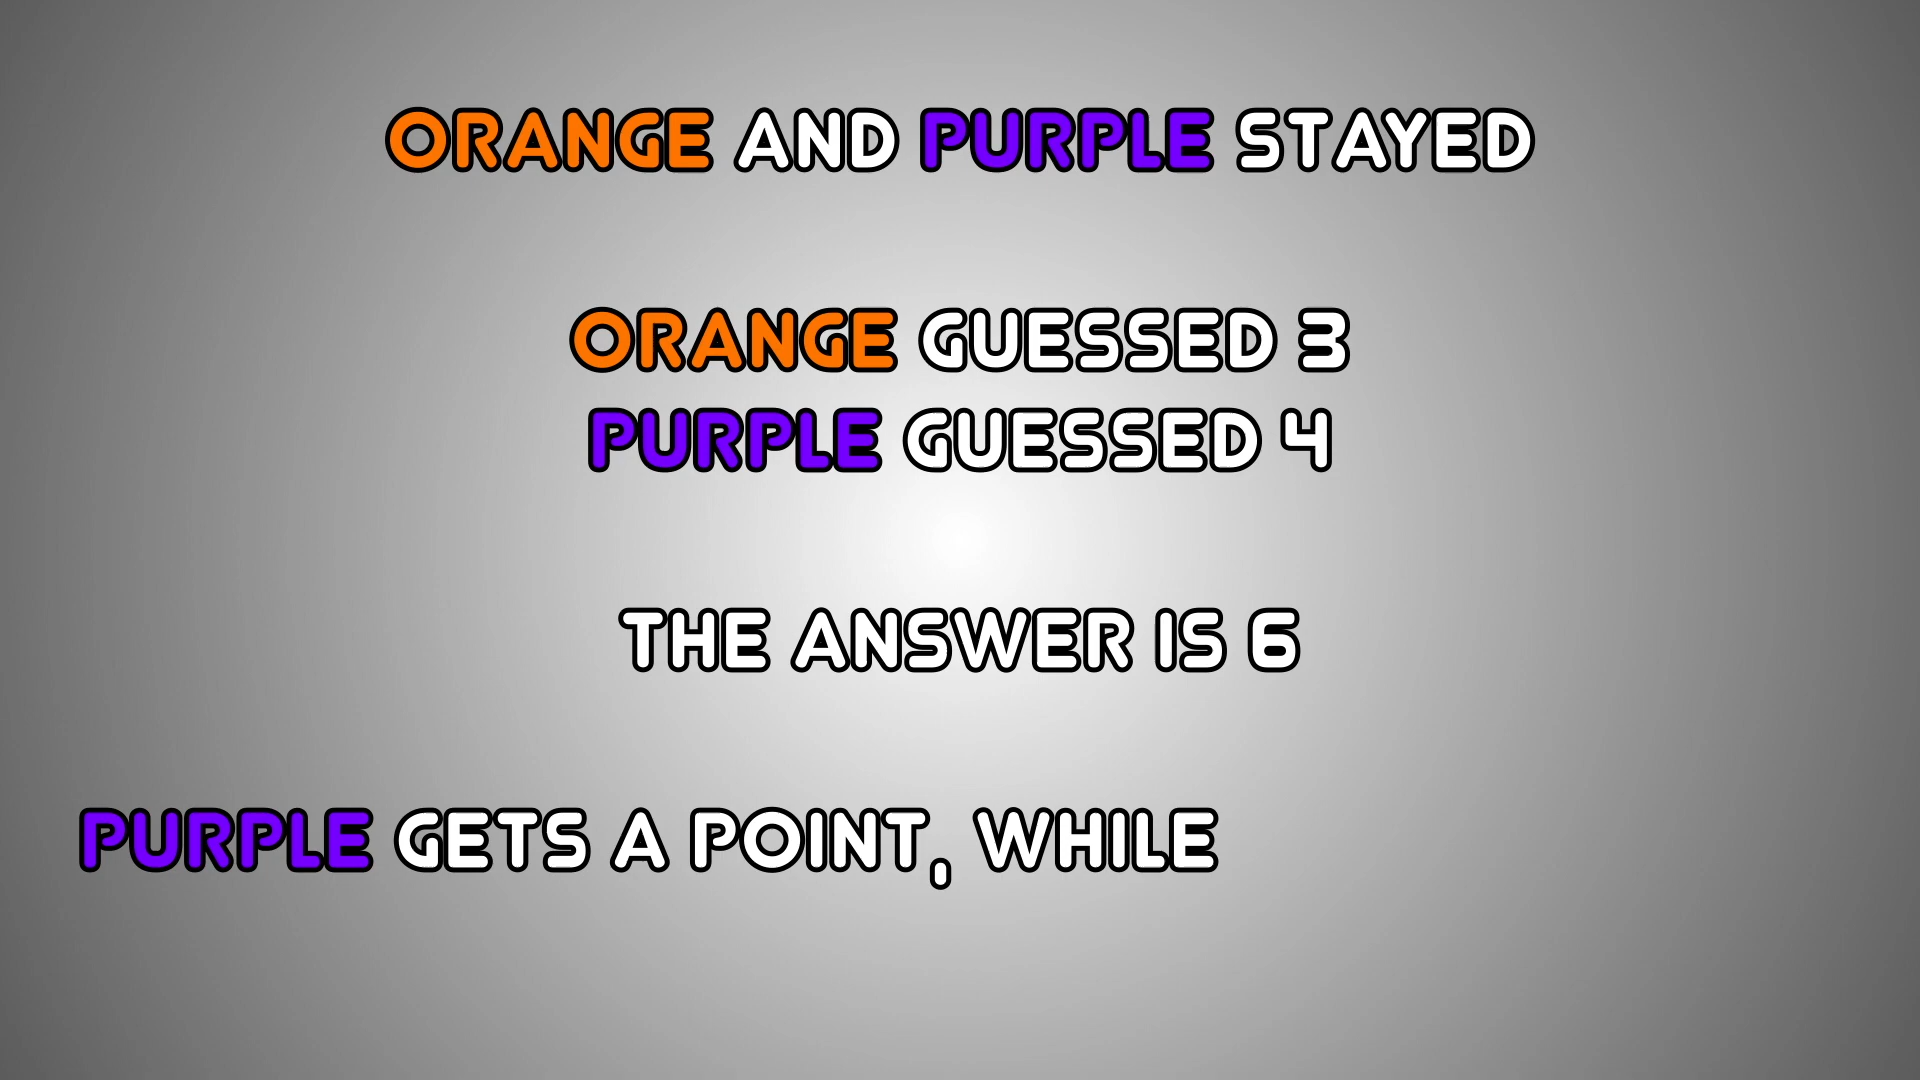 ORANGE AND PURPLE STAYED
ORANGE GUESSED 3
PURPLE GUESSED 4
THE ANSWER IS 6
PURPLE GETS A POINT, WHILE